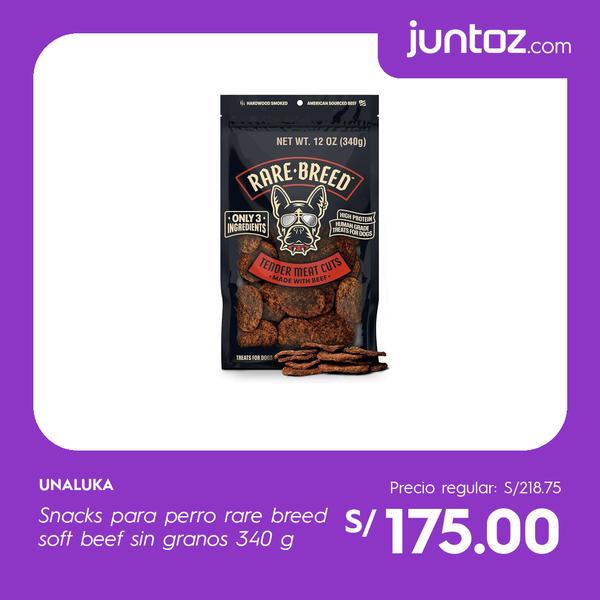 juntoz.com
HARDWOOD SMOKED AMERICAN SOURCED BEEF
NET WT. 12 OZ (340g)
RARE·BREED
ONLY 3
INGREDIENTS
HIGH PROTEIN
HUMAN GRADE
TREATS FOR DOGS
TENDER MEAT CUTS
• MADE WITH BEEF •
TREATS FOR DOGS
UNALUKA
Snacks para perro rare breed
soft beef sin granos 340 g
Precio regular: S/218.75
S/175.00